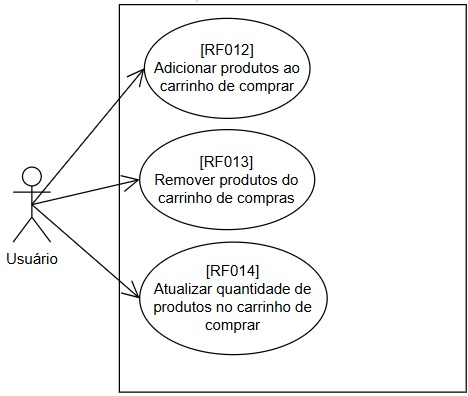 [RF012]
Adicionar produtos ao
carrinho de comprar
[RF013]
Remover produtos do
carrinho de compras
Usuário
[RF014]
Atualizar quantidade de
produtos no carrinho de
comprar